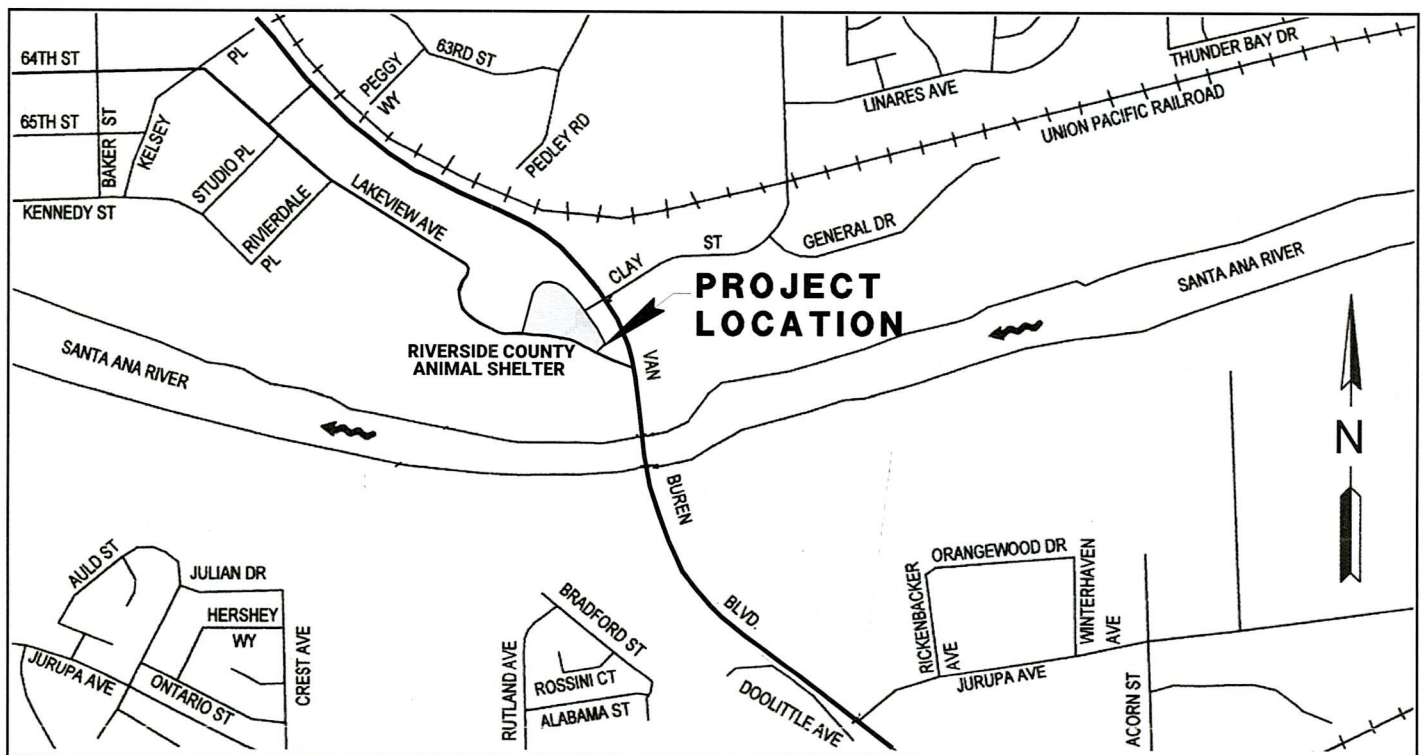 64TH ST
PL
PEGGY
WY
63RD ST
THUNDER BAY DR
LINARES AVE
UNION PACIFIC RAILROAD
65TH ST
BAKER ST
KELSEY
STUDIO PL
PEDLEY RD
KENNEDY ST
RIVIERDALE
PL
LAKEVIEW AVE
CLAY
ST
GENERAL DR
PROJECT
LOCATION
SANTA ANA RIVER
RIVERSIDE COUNTY
ANIMAL SHELTER
VAN
SANTA ANA RIVER
N
BUREN
BLVD.
AULD ST
JULIAN DR
HERSHEY
WY
CREST AVE
JURUPA AVE
ONTARIO ST
RUTLAND AVE
BRADFORD ST
ROSSINI CT
ALABAMA ST
DOOLITTLE AVE
RICKENBACKER
AVE
ORANGEWOOD DR
WINTERHAVEN
AVE
JURUPA AVE
ACORN ST